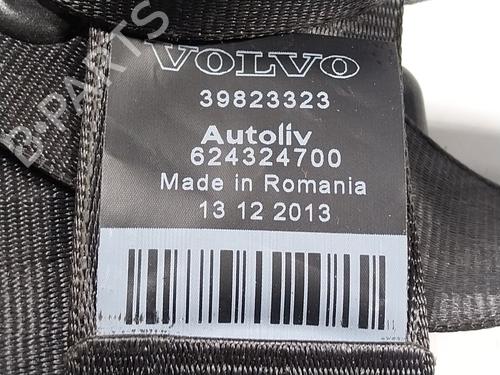 VOLVO
39823323
Autoliv
624324700
Made in Romania
13 12 2013
B-PARTS